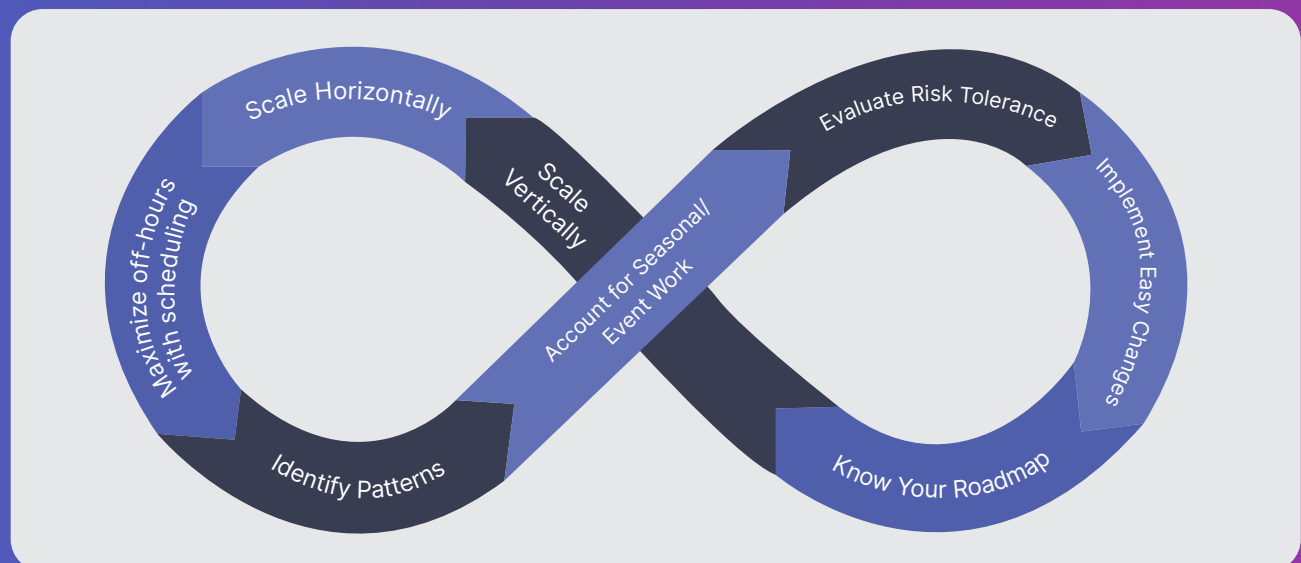 Scale Horizontally
Scale
Vertically
Evaluate Risk Tolerance
Implement Easy Changes
Maximize off-hours
with scheduling
Account for Seasonal/
Event Work
Identify Patterns
Know Your Roadmap